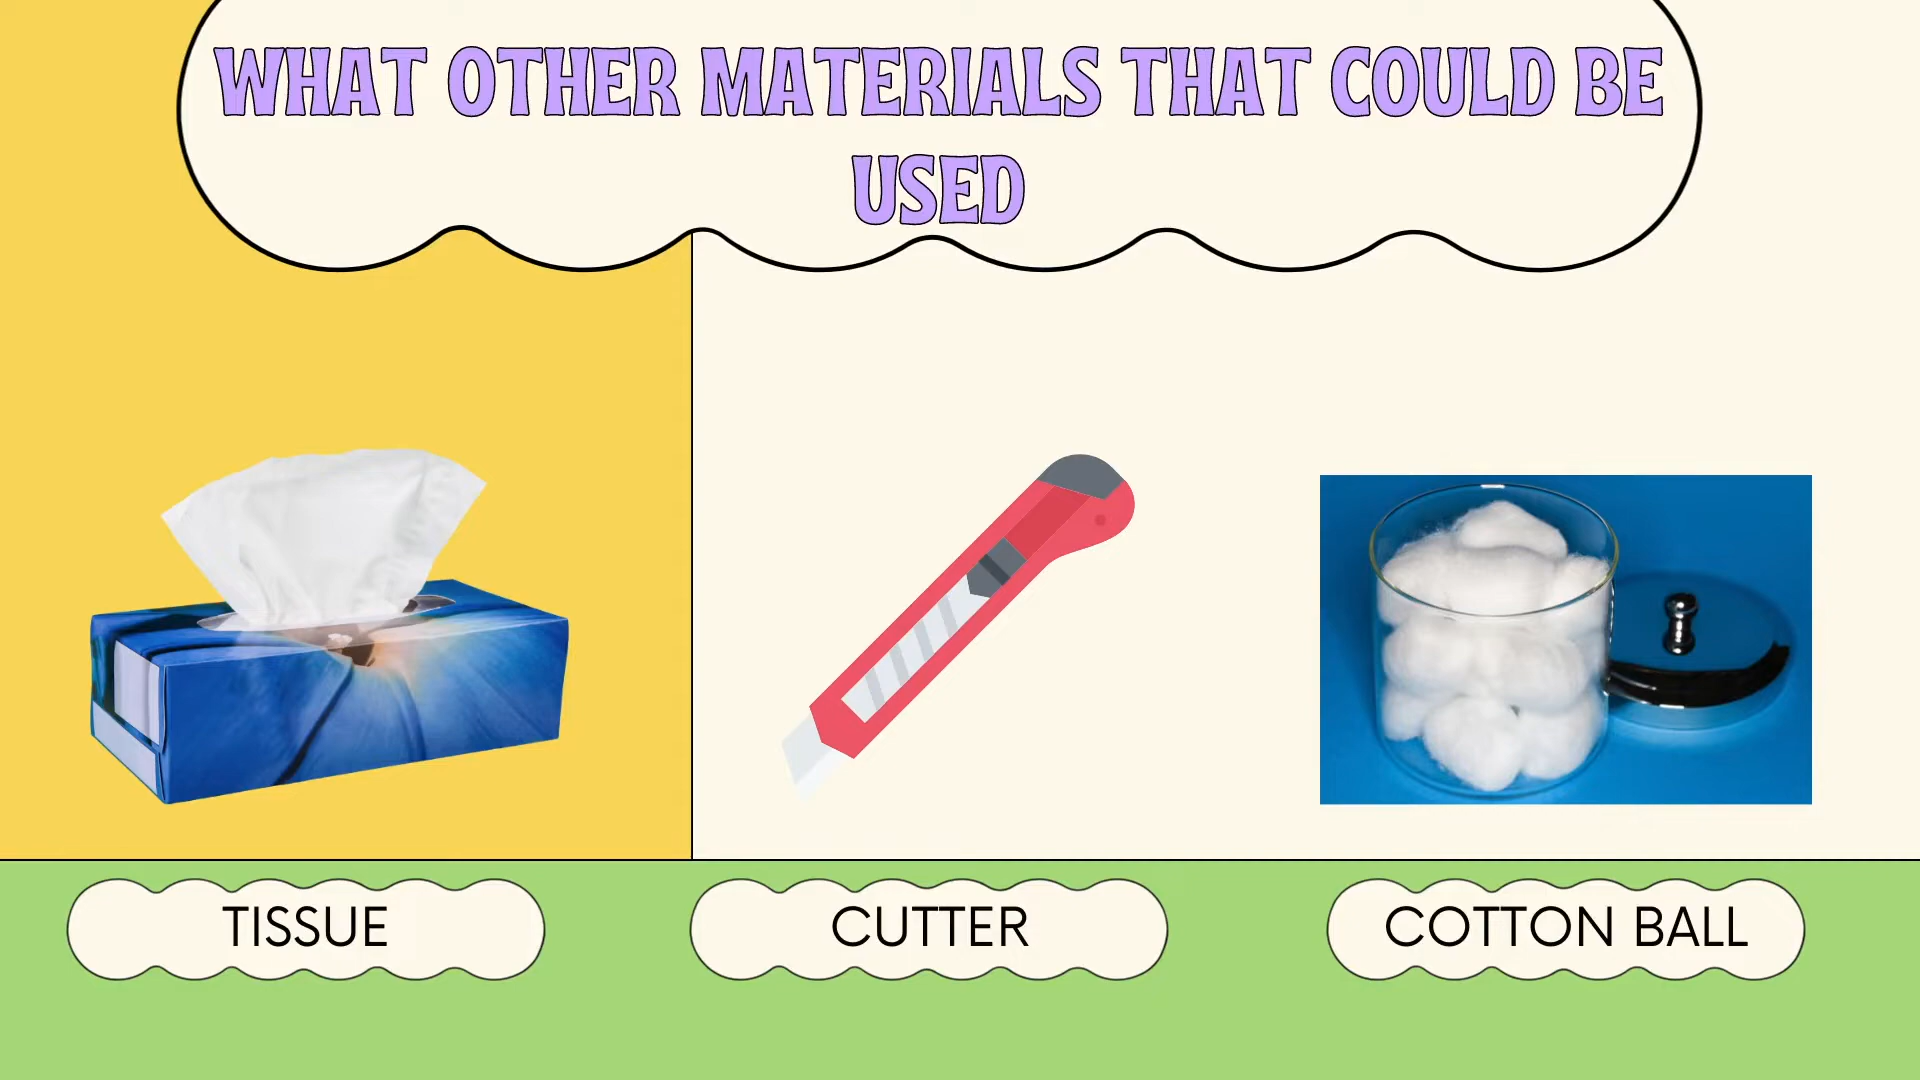 WHAT OTHER MATERIALS THAT COULD BE
USED
TISSUE
CUTTER
COTTON BALL